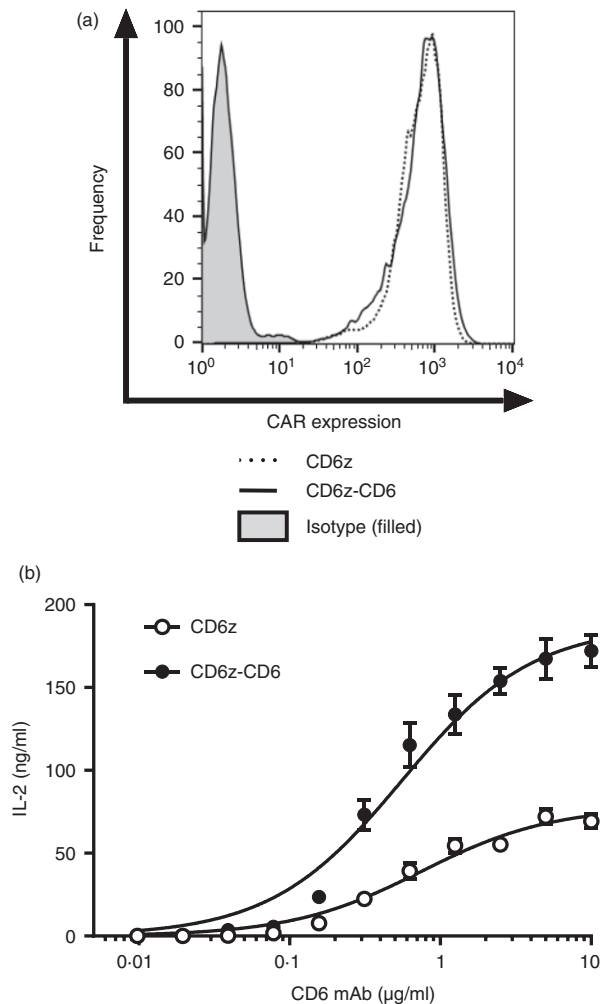 (a)
100
80
60
40
20
0
Frequency
10⁰ 10¹ 10² 10³ 10⁴
CAR expression
CD6z
CD6z-CD6
Isotype (filled)
(b)
200
150
100
50
0
IL-2 (ng/ml)
CD6z
CD6z-CD6
0·01 0·1 1 10
CD6 mAb (µg/ml)